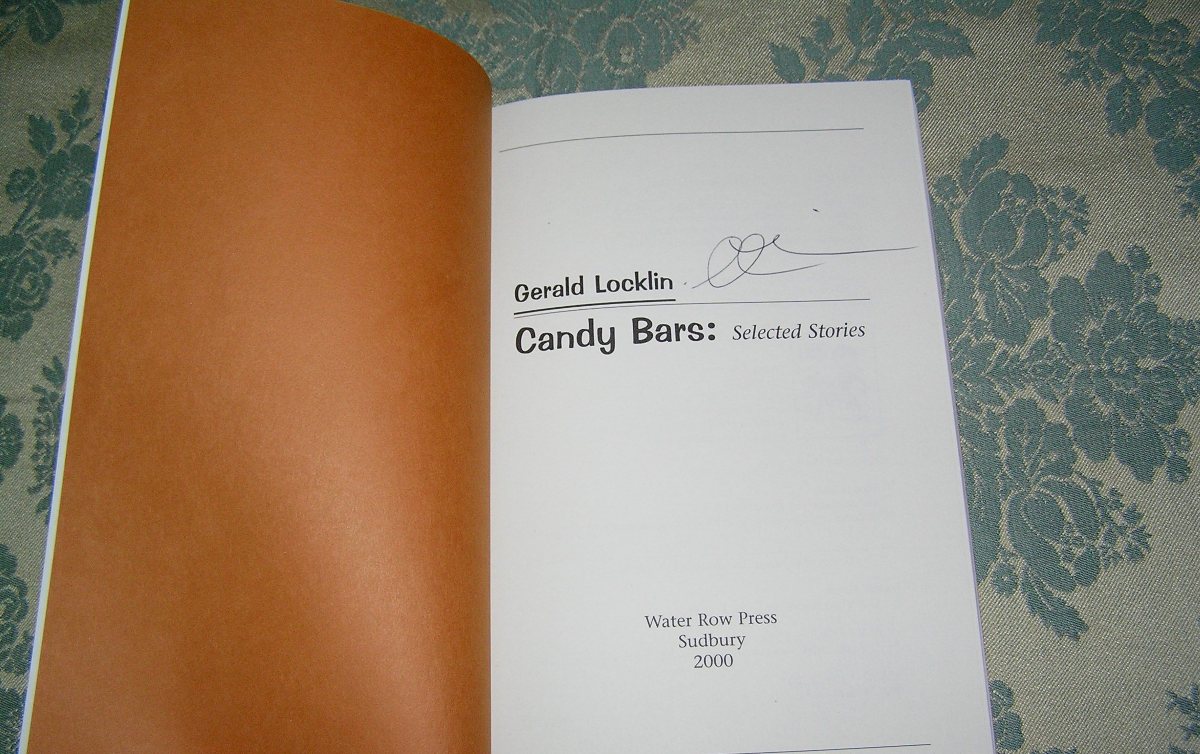 Gerald Locklin
Candy Bars: Selected Stories
Water Row Press
Sudbury
2000